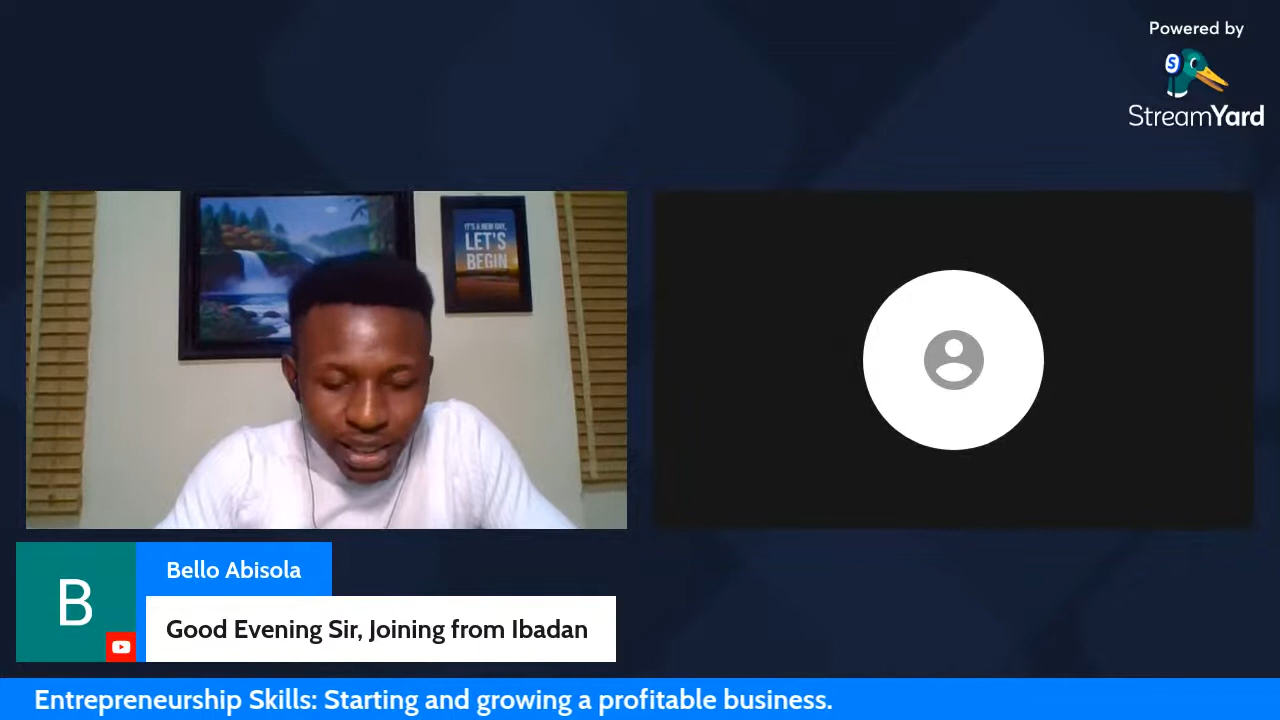 Powered by
S
StreamYard
IT'S A NEW DAY,
LET'S
BEGIN
B
Bello Abisola
Good Evening Sir, Joining from Ibadan
Entrepreneurship Skills: Starting and growing a profitable business.